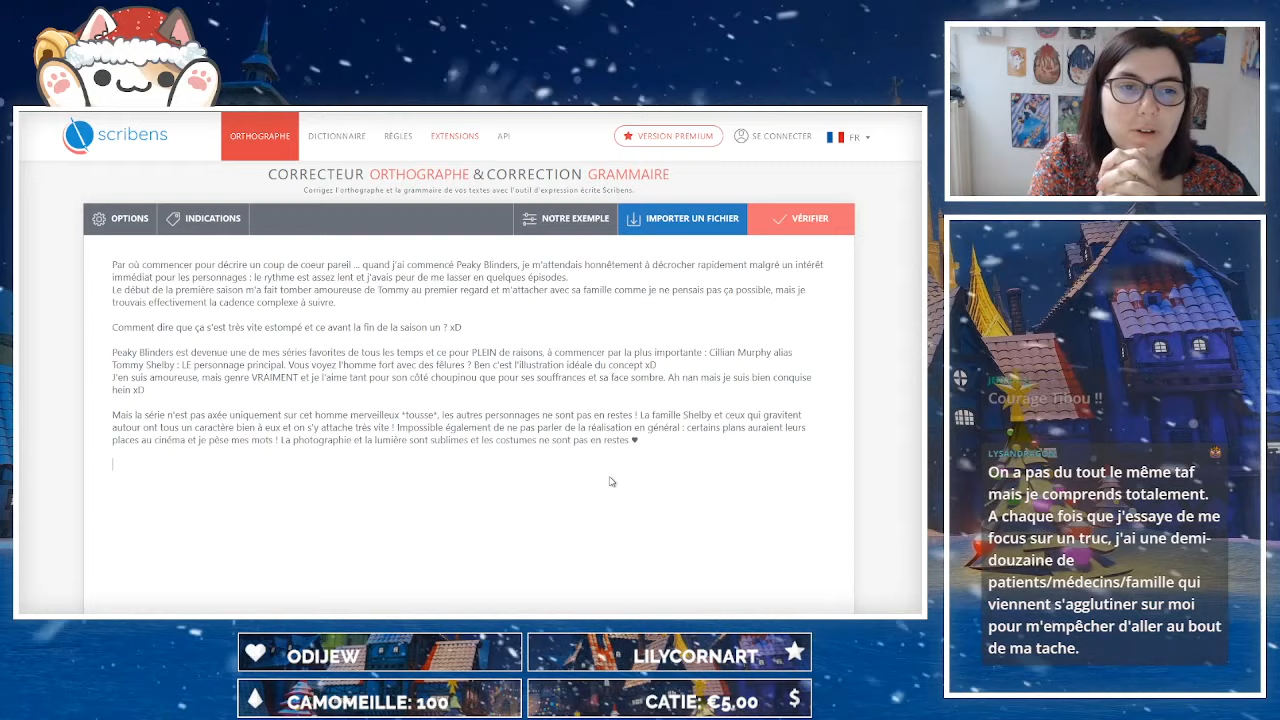 scribens
ORTHOGRAPHE
DICTIONNAIRE
RÈGLES
EXTENSIONS
API
VERSION PREMIUM
SE CONNECTER
FR
CORRECTEUR ORTHOGRAPHE & CORRECTION GRAMMAIRE
Corrigez l'orthographe et la grammaire de vos textes avec l'outil d'expression écrite Scribens.
OPTIONS
INDICATIONS
NOTRE EXEMPLE
IMPORTER UN FICHIER
VÉRIFIER
Par où commencer pour décrire un coup de coeur pareil ... quand j'ai commencé Peaky Blinders, je m'attendais honnêtement à décrocher rapidement malgré un intérêt
immédiat pour les personnages : le rythme est assez lent et j'avais peur de me lasser en quelques épisodes.
Le début de la première saison m'a fait tomber amoureuse de Tommy au premier regard et m'attacher avec sa famille comme je ne pensais pas ça possible, mais je
trouvais effectivement la cadence complexe à suivre.
Comment dire que ça s'est très vite estompé et ce avant la fin de la saison un ? xD
Peaky Blinders est devenue une de mes séries favorites de tous les temps et ce pour PLEIN de raisons, à commencer par la plus importante : Cillian Murphy alias
Tommy Shelby : LE personnage principal. Vous voyez l'homme fort avec des fêlures ? Ben c'est l'illustration idéale du concept xD
J'en suis amoureuse, mais genre VRAIMENT et je l'aime tant pour son côté choupinou que pour ses souffrances et sa face sombre. Ah nan mais je suis bien conquise
hein xD
Mais la série n'est pas axée uniquement sur cet homme merveilleux *tousse*, les autres personnages ne sont pas en restes ! La famille Shelby et ceux qui gravitent
autour ont tous un caractère bien à eux et on s'y attache très vite ! Impossible également de ne pas parler de la réalisation en général : certains plans auraient leurs
places au cinéma et je pèse mes mots ! La photographie et la lumière sont sublimes et les costumes ne sont pas en restes ♥
Courage Tibou !!
LYSANDRAGON
On a pas du tout le même taf
mais je comprends totalement.
A chaque fois que j'essaye de me
focus sur un truc, j'ai une demi-
douzaine de
patients/médecins/famille qui
viennent s'agglutiner sur moi
pour m'empêcher d'aller au bout
de ma tache.
ODIJEW
LILYCORNART
CAMOMEILLE: 100
CATIE: €5.00